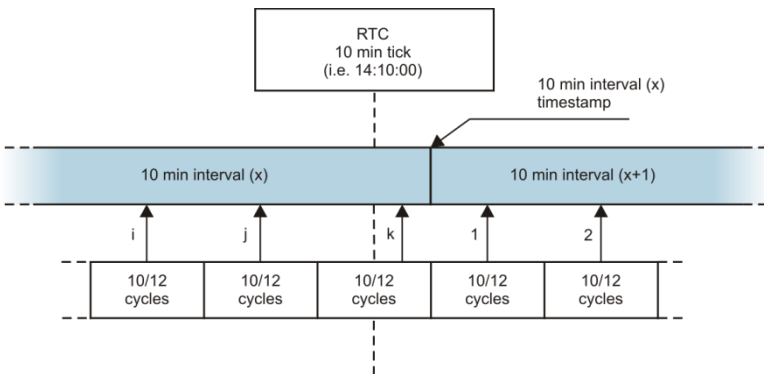 RTC
10 min tick
(i.e. 14:10:00)
10 min interval (x)
timestamp
10 min interval (x)
10 min interval (x+1)
i
j
k
1
2
10/12
cycles
10/12
cycles
10/12
cycles
10/12
cycles
10/12
cycles